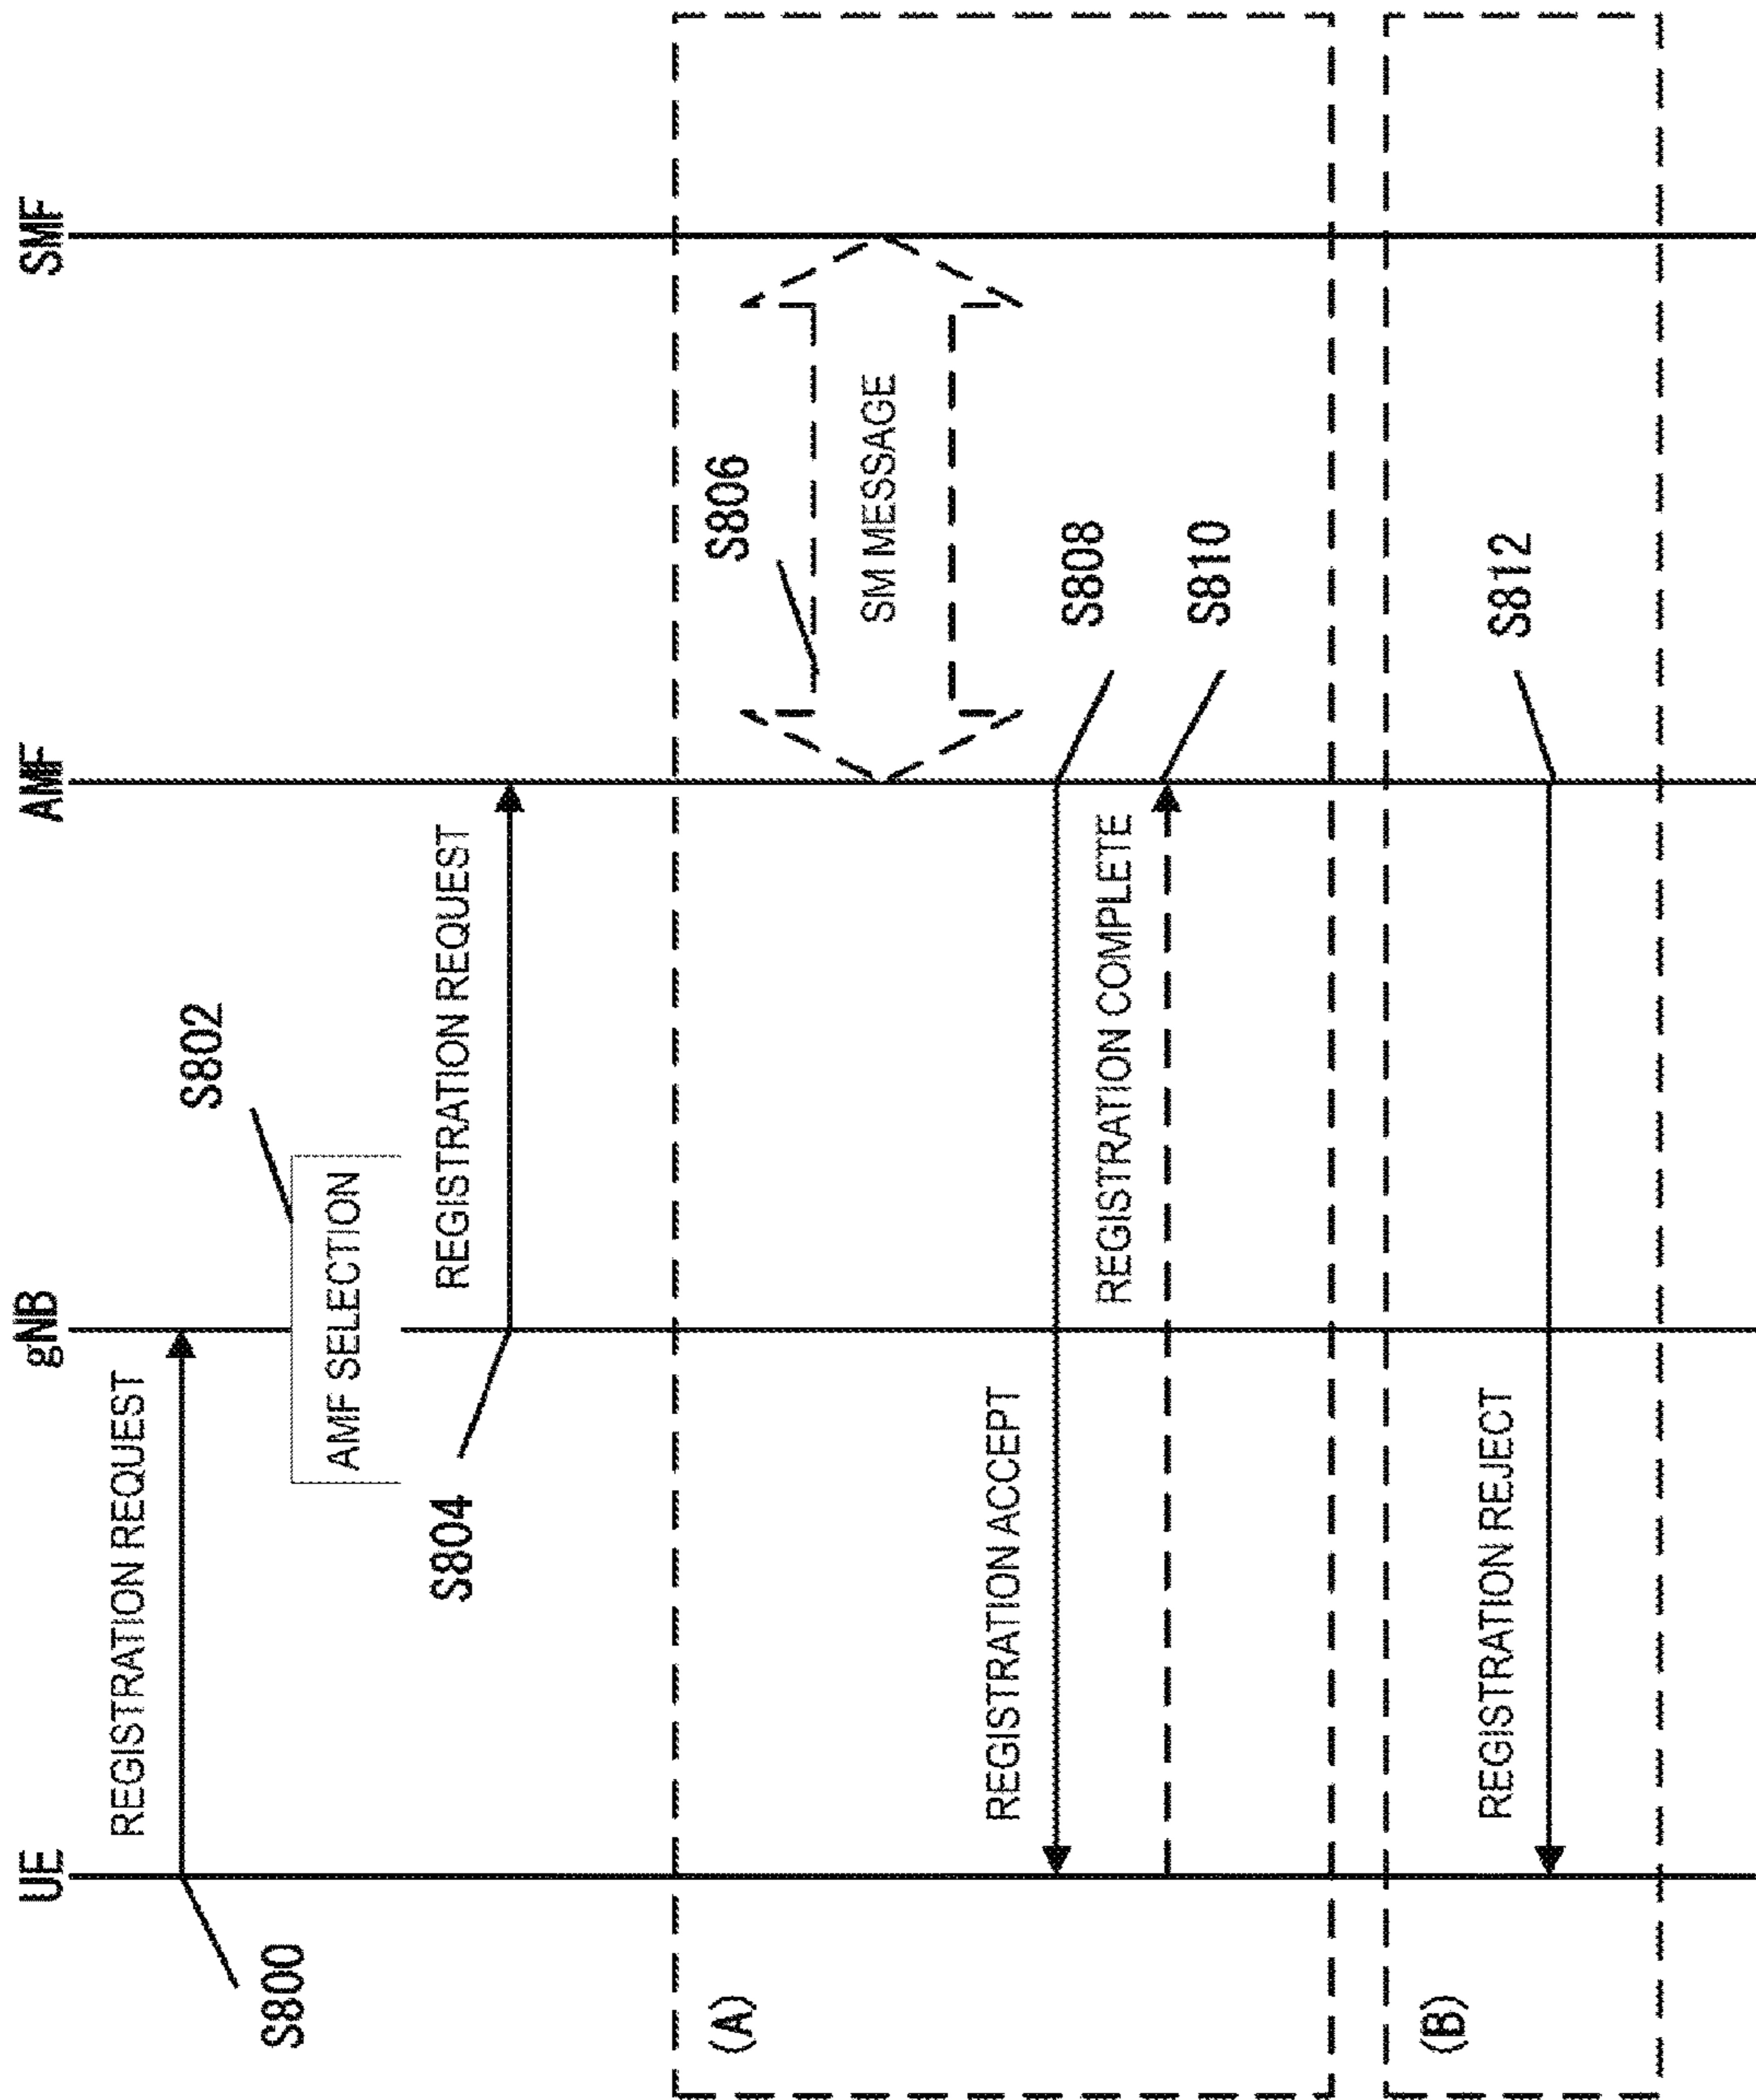 UE
gNB
AMF
SMF
REGISTRATION REQUEST
S800
S802
AMF SELECTION
REGISTRATION REQUEST
S804
(A)
S806
SM MESSAGE
REGISTRATION ACCEPT
S808
REGISTRATION COMPLETE
S810
(B)
REGISTRATION REJECT
S812